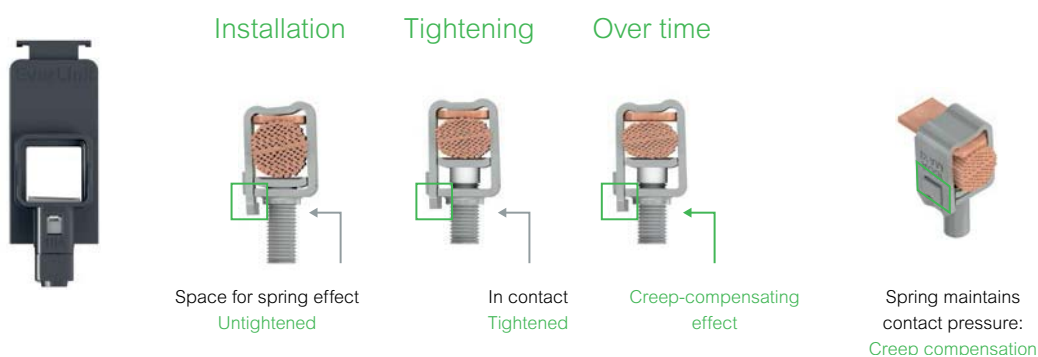 Installation
Tightening
Over time
EverLink
Space for spring effect
Untightened
In contact
Tightened
Creep-compensating
effect
Spring maintains
contact pressure:
Creep compensation